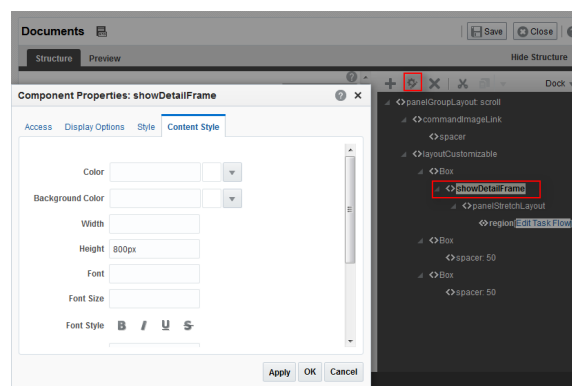 Documents
Save Close
Structure Preview Hide Structure
Dock
Component Properties: showDetailFrame
Access Display Options Style Content Style
Color
Background Color
Width
Height 800px
Font
Font Size
Font Style B I U S
Apply OK Cancel
panelGroupLayout: scroll
commandImageLink
spacer
layoutCustomizable
Box
showDetailFrame
panelStretchLayout
region Edit Task Flow
Box
spacer: 50
Box
spacer: 50